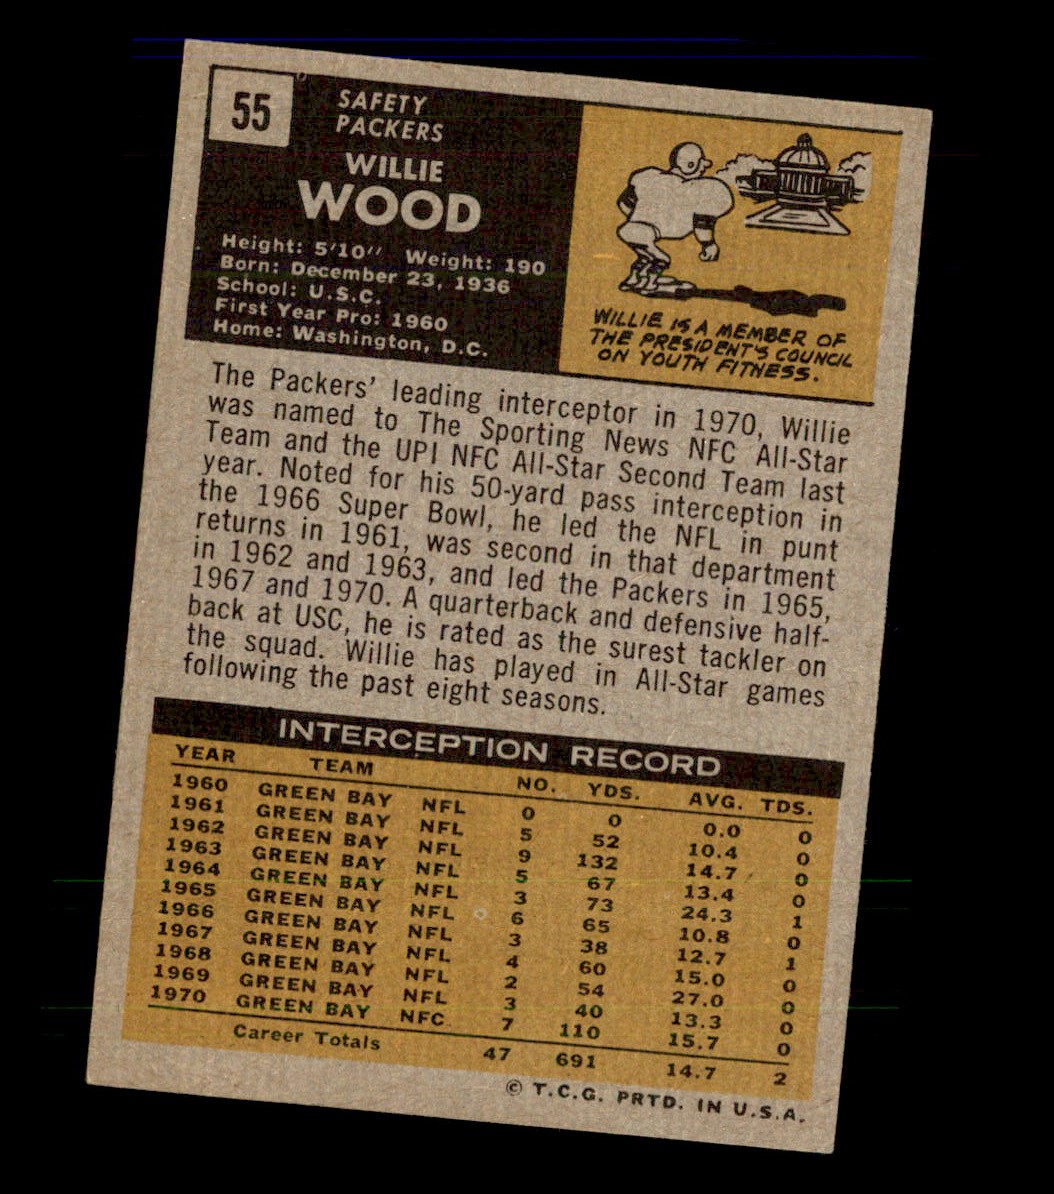 55
SAFETY
PACKERS
WILLIE
WOOD
Height: 5'10" Weight: 190
Born: December 23, 1936
School: U.S.C.
First Year Pro: 1960
Home: Washington, D.C.
WILLIE IS A MEMBER OF
THE PRESIDENT'S COUNCIL
ON YOUTH FITNESS.
The Packers' leading interceptor in 1970, Willie
was named to The Sporting News NFC All-Star
Team and the UPI NFC All-Star Second Team last
year. Noted for his 50-yard pass interception in
the 1966 Super Bowl, he led the NFL in punt
returns in 1961, was second in that department
in 1962 and 1963, and led the Packers in 1965,
1967 and 1970. A quarterback and defensive half-
back at USC, he is rated as the surest tackler on
the squad. Willie has played in All-Star games
following the past eight seasons.
INTERCEPTION RECORD
YEAR TEAM NO. YDS. AVG. TDS.
1960 GREEN BAY NFL 0 0 0.0 0
1961 GREEN BAY NFL 5 52 10.4 0
1962 GREEN BAY NFL 9 132 14.7 0
1963 GREEN BAY NFL 5 67 13.4 0
1964 GREEN BAY NFL 3 73 24.3 1
1965 GREEN BAY NFL 6 65 10.8 0
1966 GREEN BAY NFL 3 38 12.7 1
1967 GREEN BAY NFL 4 60 15.0 0
1968 GREEN BAY NFL 2 54 27.0 0
1969 GREEN BAY NFL 3 40 13.3 0
1970 GREEN BAY NFC 7 110 15.7 0
Career Totals 47 691 14.7 2
© T.C.G. PRTD. IN U.S.A.